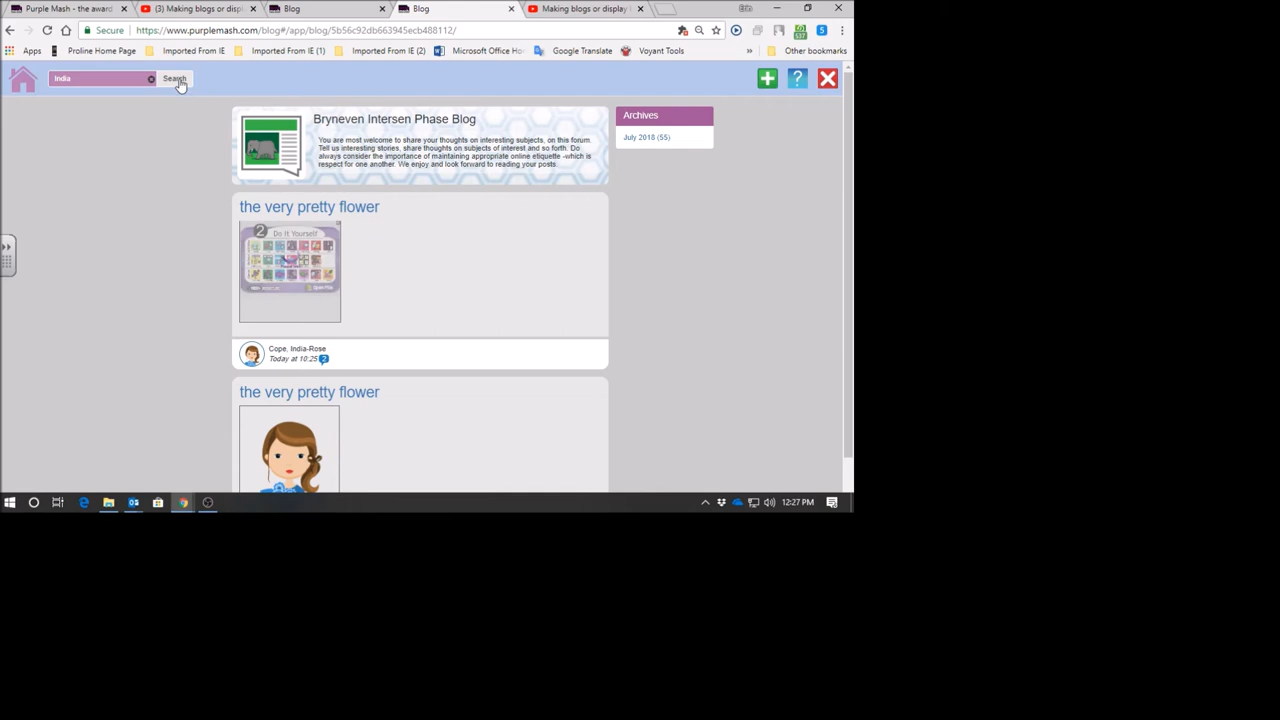 Purple Mash - the award
(3) Making blogs or displ
Blog
Blog
Making blogs or display
Secure
https://www.purplemash.com/blog#/app/blog/5b56c92db663945ecb488112/
537
5
Apps
Proline Home Page
Imported From IE
Imported From IE (1)
Imported From IE (2)
Microsoft Office Ho
Google Translate
Voyant Tools
»
Other bookmarks
India
Search
?
Bryneven Intersen Phase Blog
You are most welcome to share your thoughts on interesting subjects, on this forum.
Tell us interesting stories, share thoughts on subjects of interest and so forth. Do
always consider the importance of maintaining appropriate online etiquette -which is
respect for one another. We enjoy and look forward to reading your posts.
Archives
July 2018 (55)
the very pretty flower
2
Do It Yourself
Cope, India-Rose
Today at 10:25 2
the very pretty flower
12:27 PM